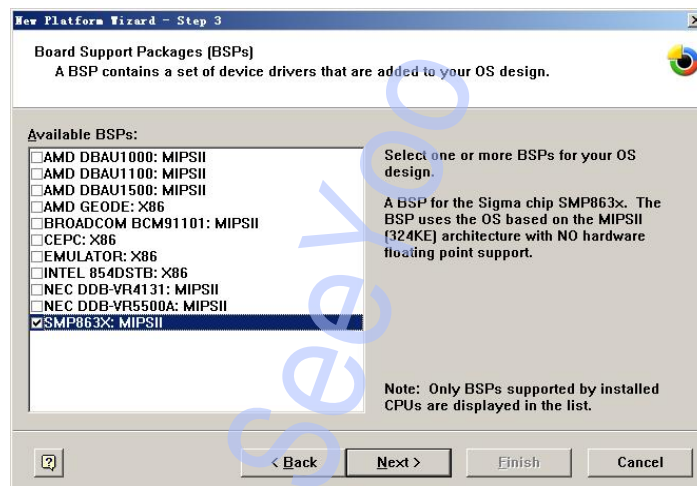 New Platform Wizard - Step 3
Board Support Packages (BSPs)
A BSP contains a set of device drivers that are added to your OS design.
Available BSPs:
AMD DBAU1000: MIPSII
AMD DBAU1100: MIPSII
AMD DBAU1500: MIPSII
AMD GEODE: X86
BROADCOM BCM91101: MIPSII
CEPC: X86
EMULATOR: X86
INTEL 854DSTB: X86
NEC DDB-VR4131: MIPSII
NEC DDB-VR5500A: MIPSII
SMP863X: MIPSII
Select one or more BSPs for your OS
design.
A BSP for the Sigma chip SMP863x. The
BSP uses the OS based on the MIPSII
(324KE) architecture with NO hardware
floating point support.
Note: Only BSPs supported by installed
CPUs are displayed in the list.
< Back
Next >
Finish
Cancel
SeeYoo